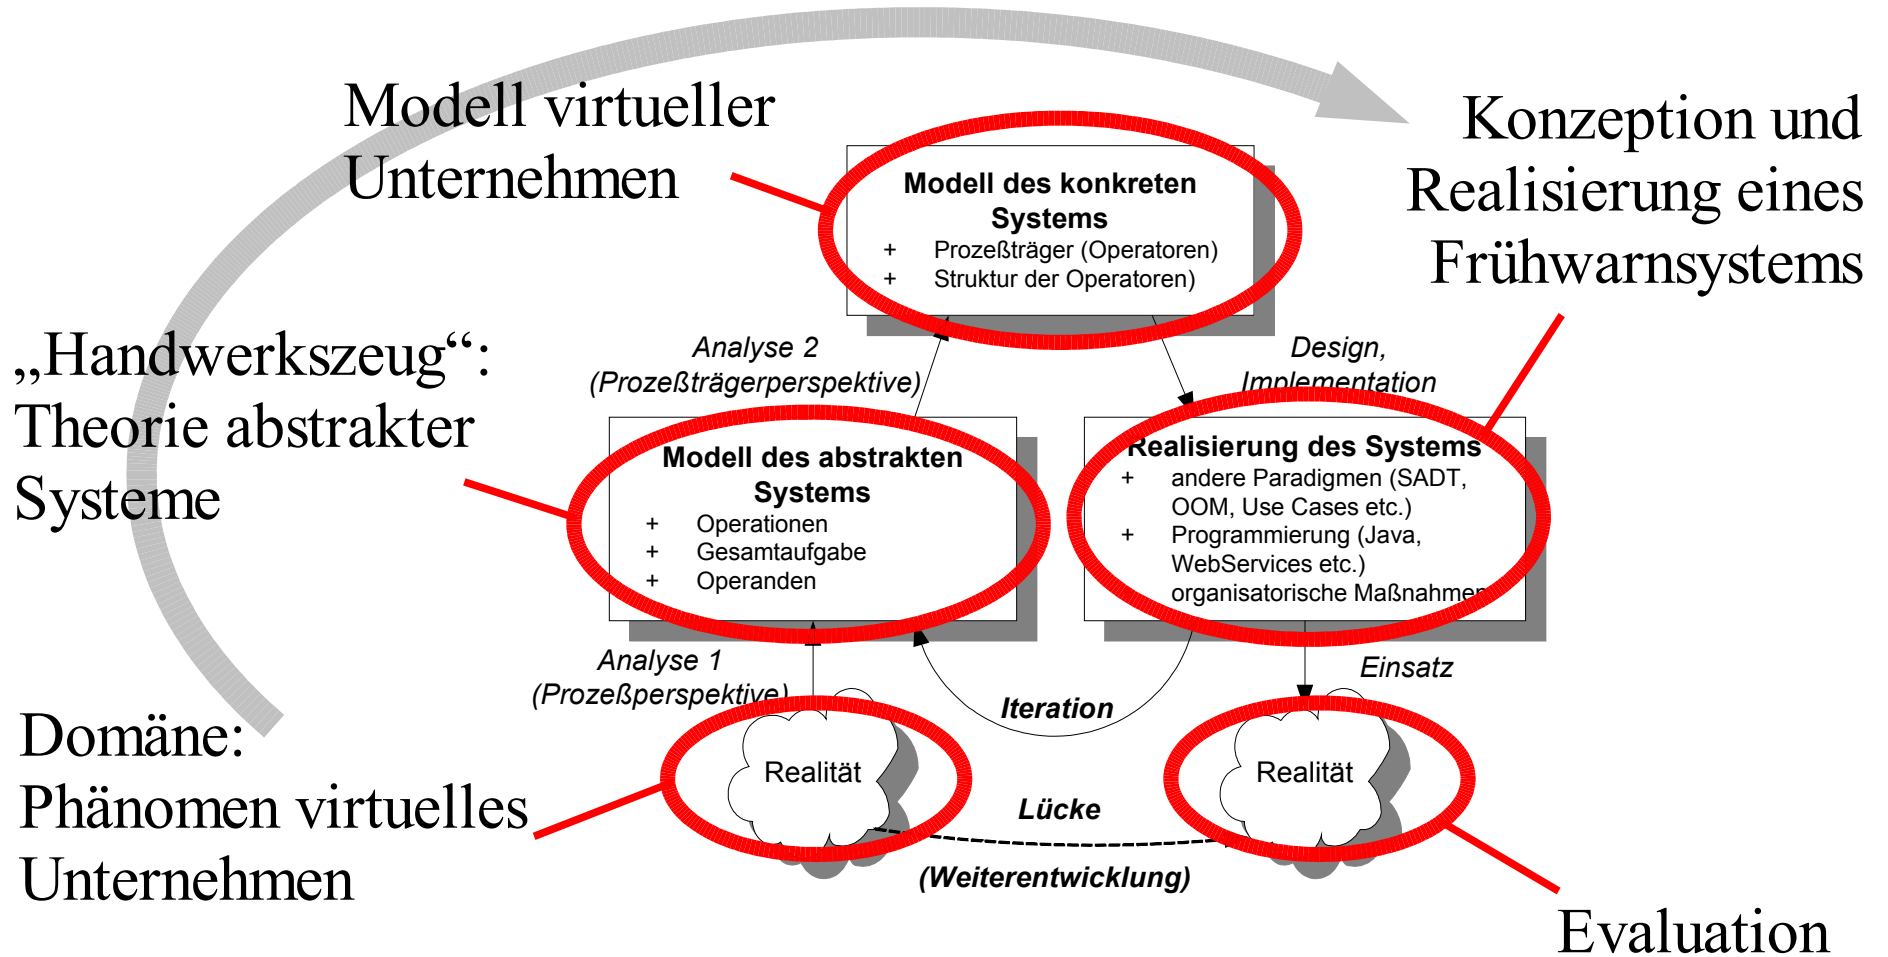 Modell virtueller
Unternehmen
Konzeption und
Realisierung eines
Frühwarnsystems
Modell des konkreten
Systems
+ Prozeßträger (Operatoren)
+ Struktur der Operatoren)
„Handwerkszeug“:
Theorie abstrakter
Systeme
Analyse 2
(Prozeßträgerperspektive)
Design,
Implementation
Modell des abstrakten
Systems
+ Operationen
+ Gesamtaufgabe
+ Operanden
Realisierung des Systems
+ andere Paradigmen (SADT,
OOM, Use Cases etc.)
+ Programmierung (Java,
WebServices etc.)
organisatorische Maßnahmen
Analyse 1
(Prozeßperspektive)
Iteration
Einsatz
Domäne:
Phänomen virtuelles
Unternehmen
Realität
Realität
Lücke
(Weiterentwicklung)
Evaluation